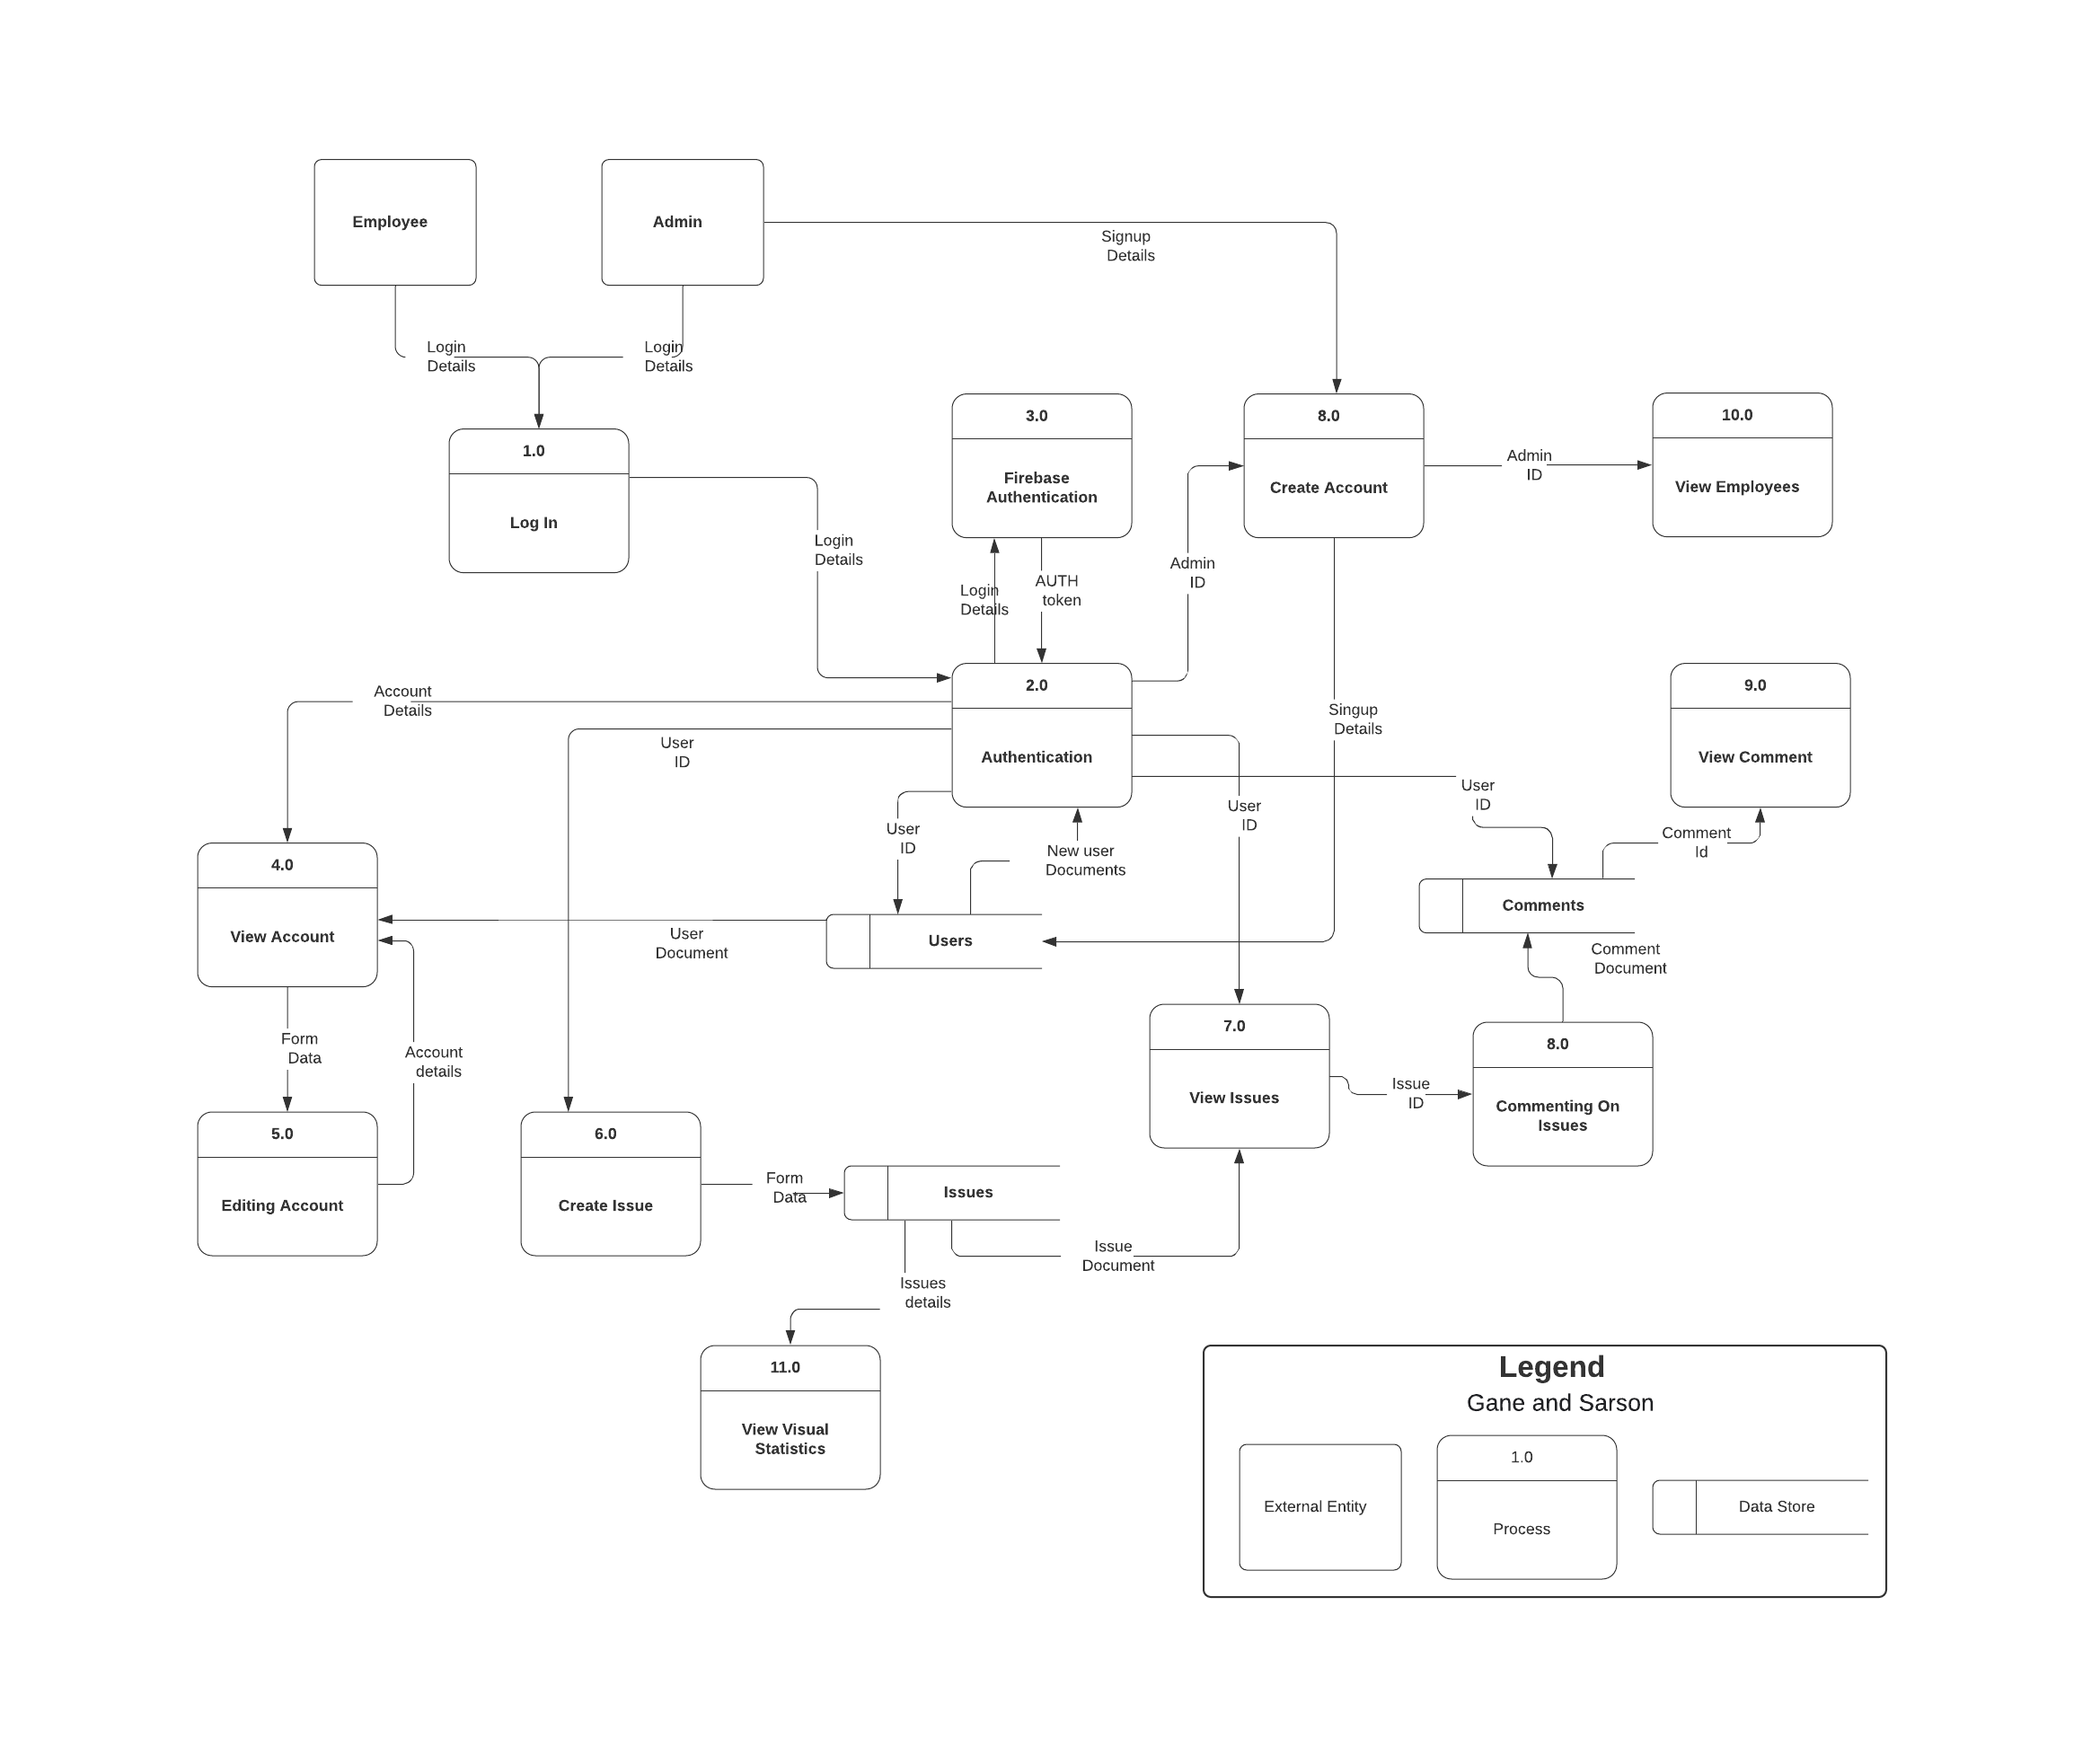 Employee
Admin
Signup
Details
Login
Details
Login
Details
1.0
Log In
3.0
Firebase
Authentication
8.0
Create Account
10.0
View Employees
Admin
ID
Login
Details
Login
Details
AUTH
token
Admin
ID
2.0
Authentication
Account
Details
User
ID
Singup
Details
9.0
View Comment
User
ID
User
ID
User
ID
New user
Documents
Comment
Id
4.0
View Account
User
Document
Users
Comments
Comment
Document
Form
Data
Account
details
7.0
View Issues
Issue
ID
8.0
Commenting On
Issues
5.0
Editing Account
6.0
Create Issue
Form
Data
Issues
Issue
Document
Issues
details
11.0
View Visual
Statistics
Legend
Gane and Sarson
External Entity
1.0
Process
Data Store